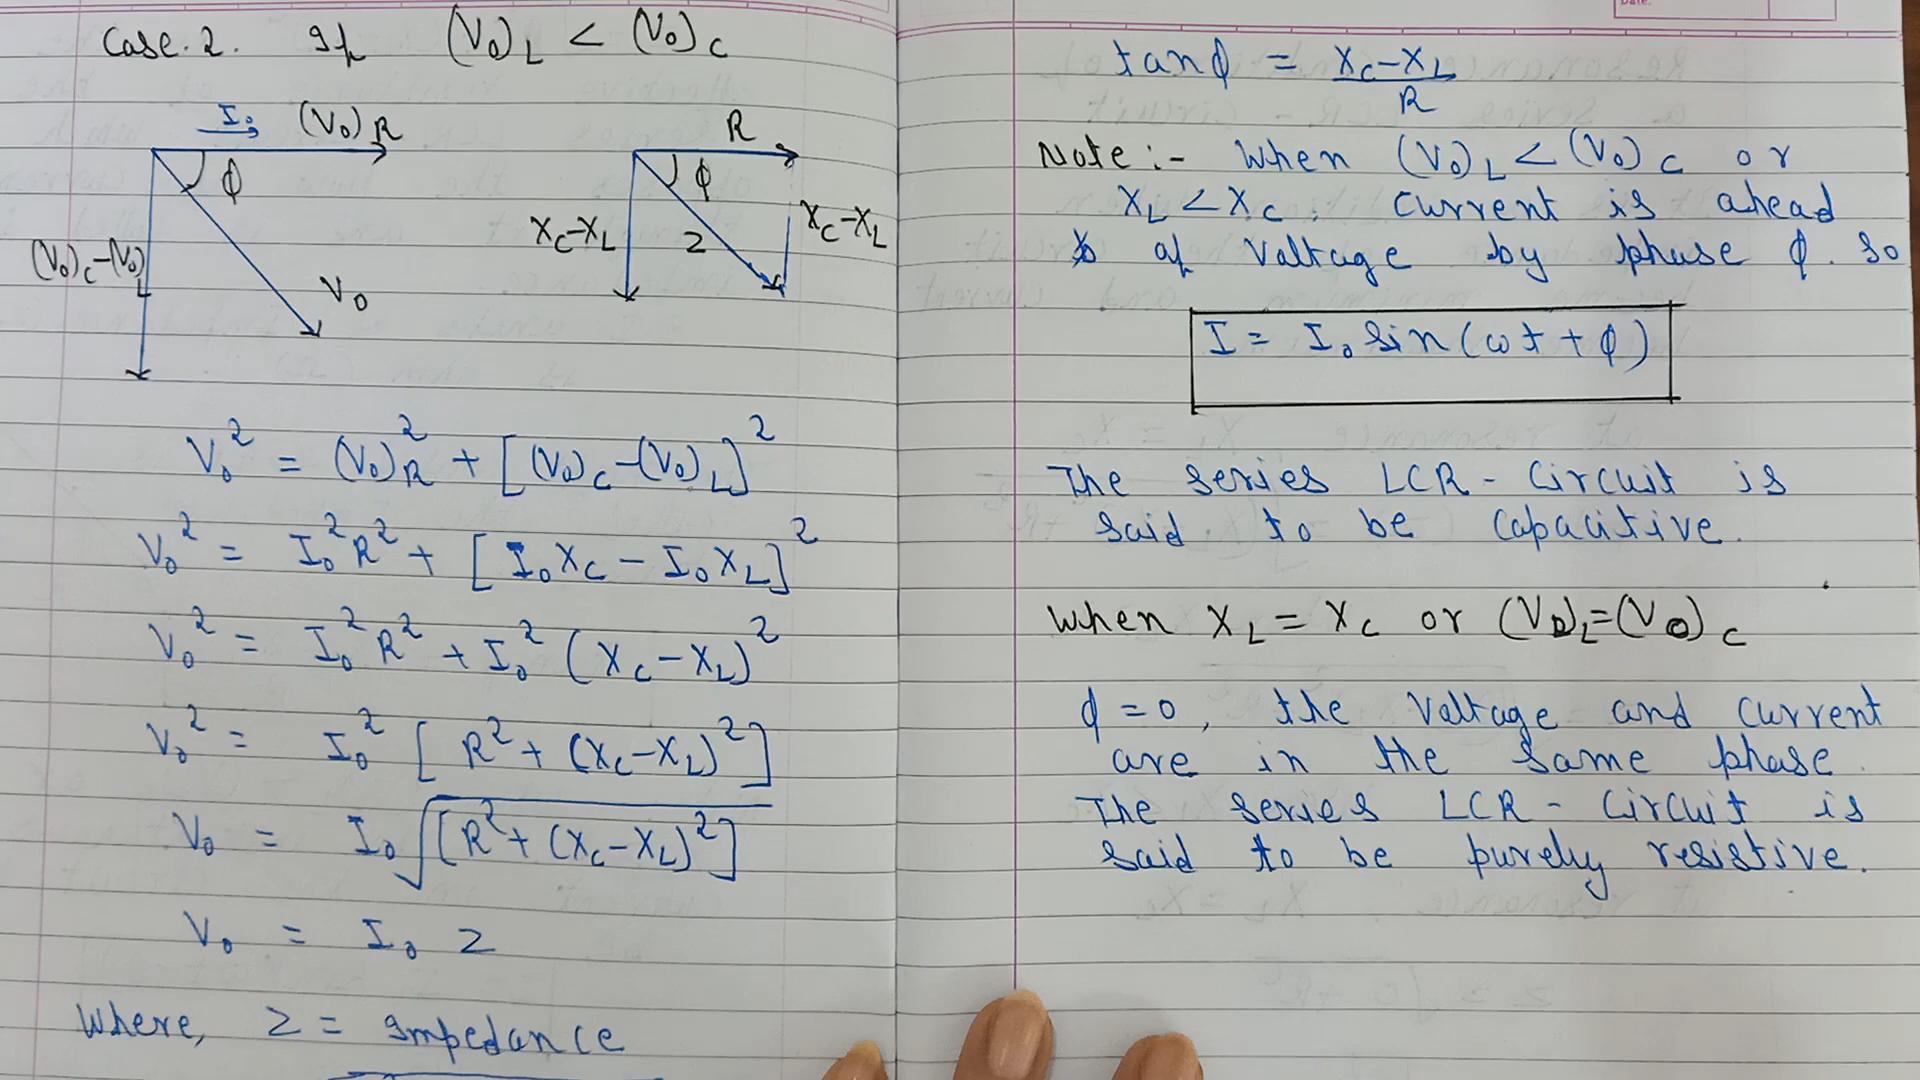 Case.2. If (V₀)L < (V₀)C
I₀ (V₀)R
ϕ
(V₀)C-(V₀)L
V₀
R
ϕ
XC-XL
Z
XC-XL
V₀² = (V₀)R² + [(V₀)C-(V₀)L]²
V₀² = I₀²R² + [I₀XC - I₀XL]²
V₀² = I₀²R² + I₀² (XC-XL)²
V₀² = I₀² [R² + (XC-XL)²]
V₀ = I₀ √[R² + (XC-XL)²]
V₀ = I₀ Z
Where, Z = Impedance
Date:
tanϕ = XC-XL / R
Note :- When (V₀)L < (V₀)C or
XL < XC. Current is ahead
of Voltage by phase ϕ. So
I = I₀ Sin(ωt + ϕ)
The series LCR - Circuit is
said to be Capacitive.
When XL = XC or (V₀)L=(V₀)C
ϕ = 0, the Voltage and Current
are in the same phase.
The series LCR - Circuit is
said to be purely resistive.